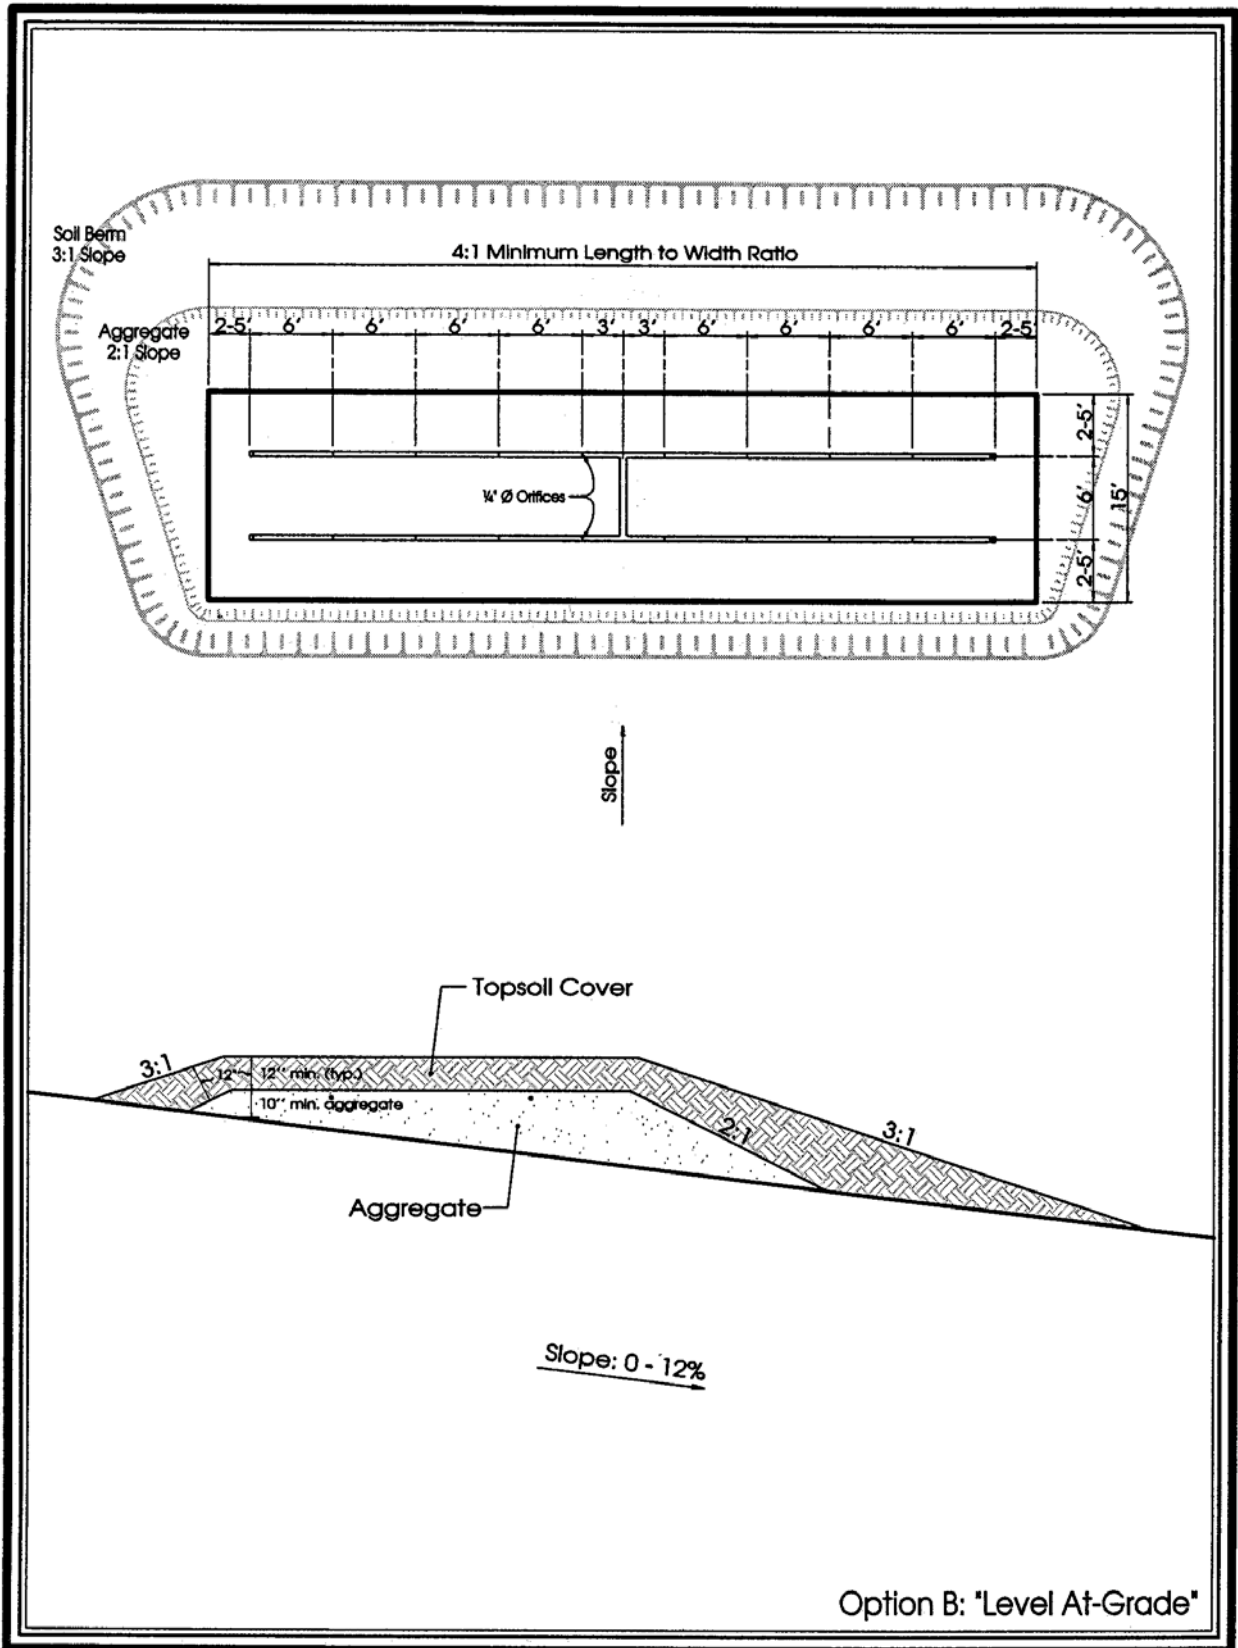 Soil Berm
3:1 Slope
4:1 Minimum Length to Width Ratio
Aggregate
2:1 Slope
2-5' 6' 6' 6' 6' 3' 3' 6' 6' 6' 6' 2-5'
2-5'
6'
15'
2-5'
¼" Ø Orifices
Slope
Topsoil Cover
3:1
12"
12" min. (typ.)
10" min. aggregate
2:1
3:1
Aggregate
Slope: 0 - 12%
Option B: "Level At-Grade"